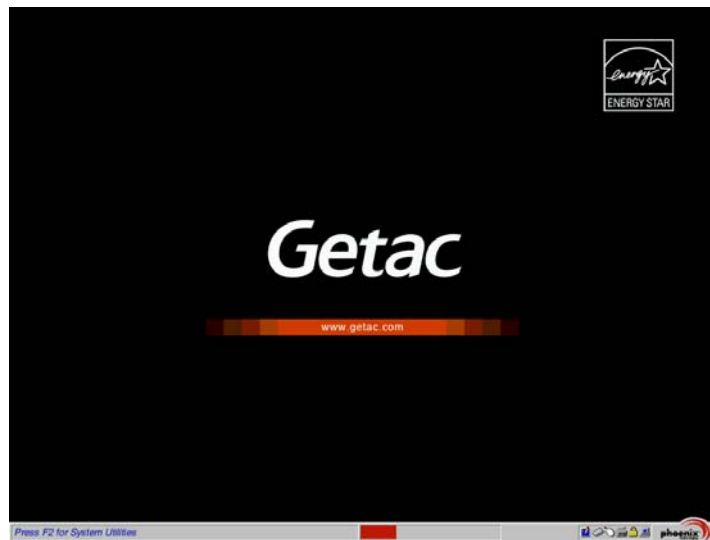 energy
ENERGY STAR
Getac
www.getac.com
Press F2 for System Utilities
phoenix